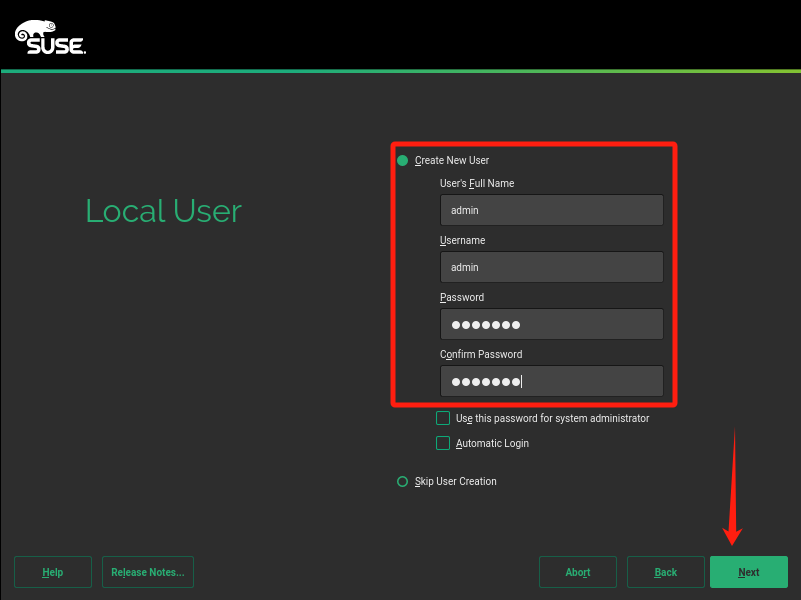 SUSE.
Local User
Create New User
User's Full Name
admin
Username
admin
Password
Confirm Password
Use this password for system administrator
Automatic Login
Skip User Creation
Help
Release Notes...
Abort
Back
Next